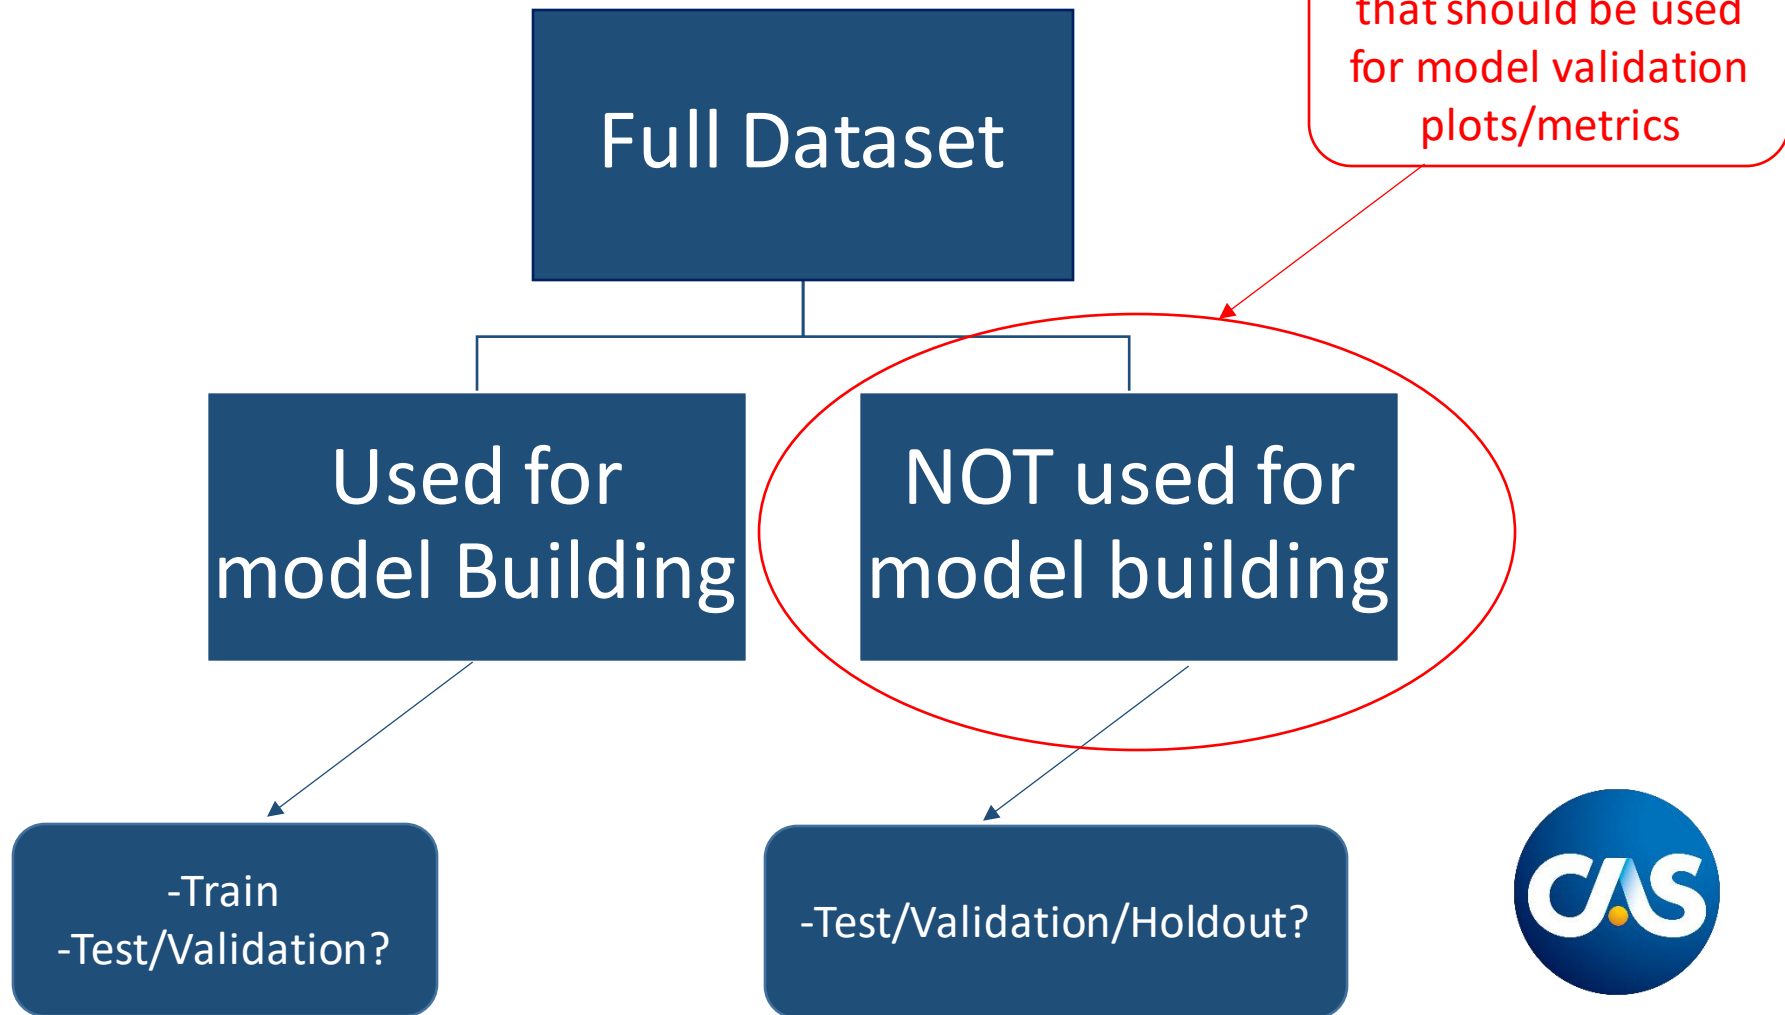 that should be used
for model validation
plots/metrics
Full Dataset
Used for
model Building
NOT used for
model building
-Train
-Test/Validation?
-Test/Validation/Holdout?
CAS